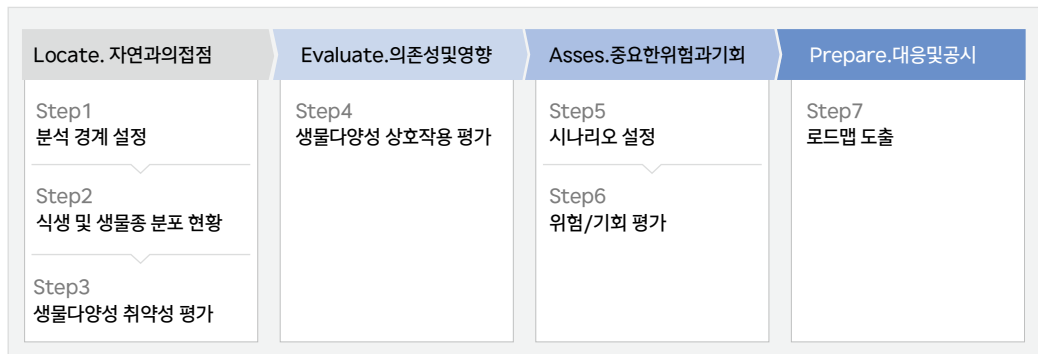 Locate. 자연과의접점
Evaluate.의존성및영향
Asses.중요한위험과기회
Prepare.대응및공시
Step1
분석 경계 설정
Step2
식생 및 생물종 분포 현황
Step3
생물다양성 취약성 평가
Step4
생물다양성 상호작용 평가
Step5
시나리오 설정
Step6
위험/기회 평가
Step7
로드맵 도출